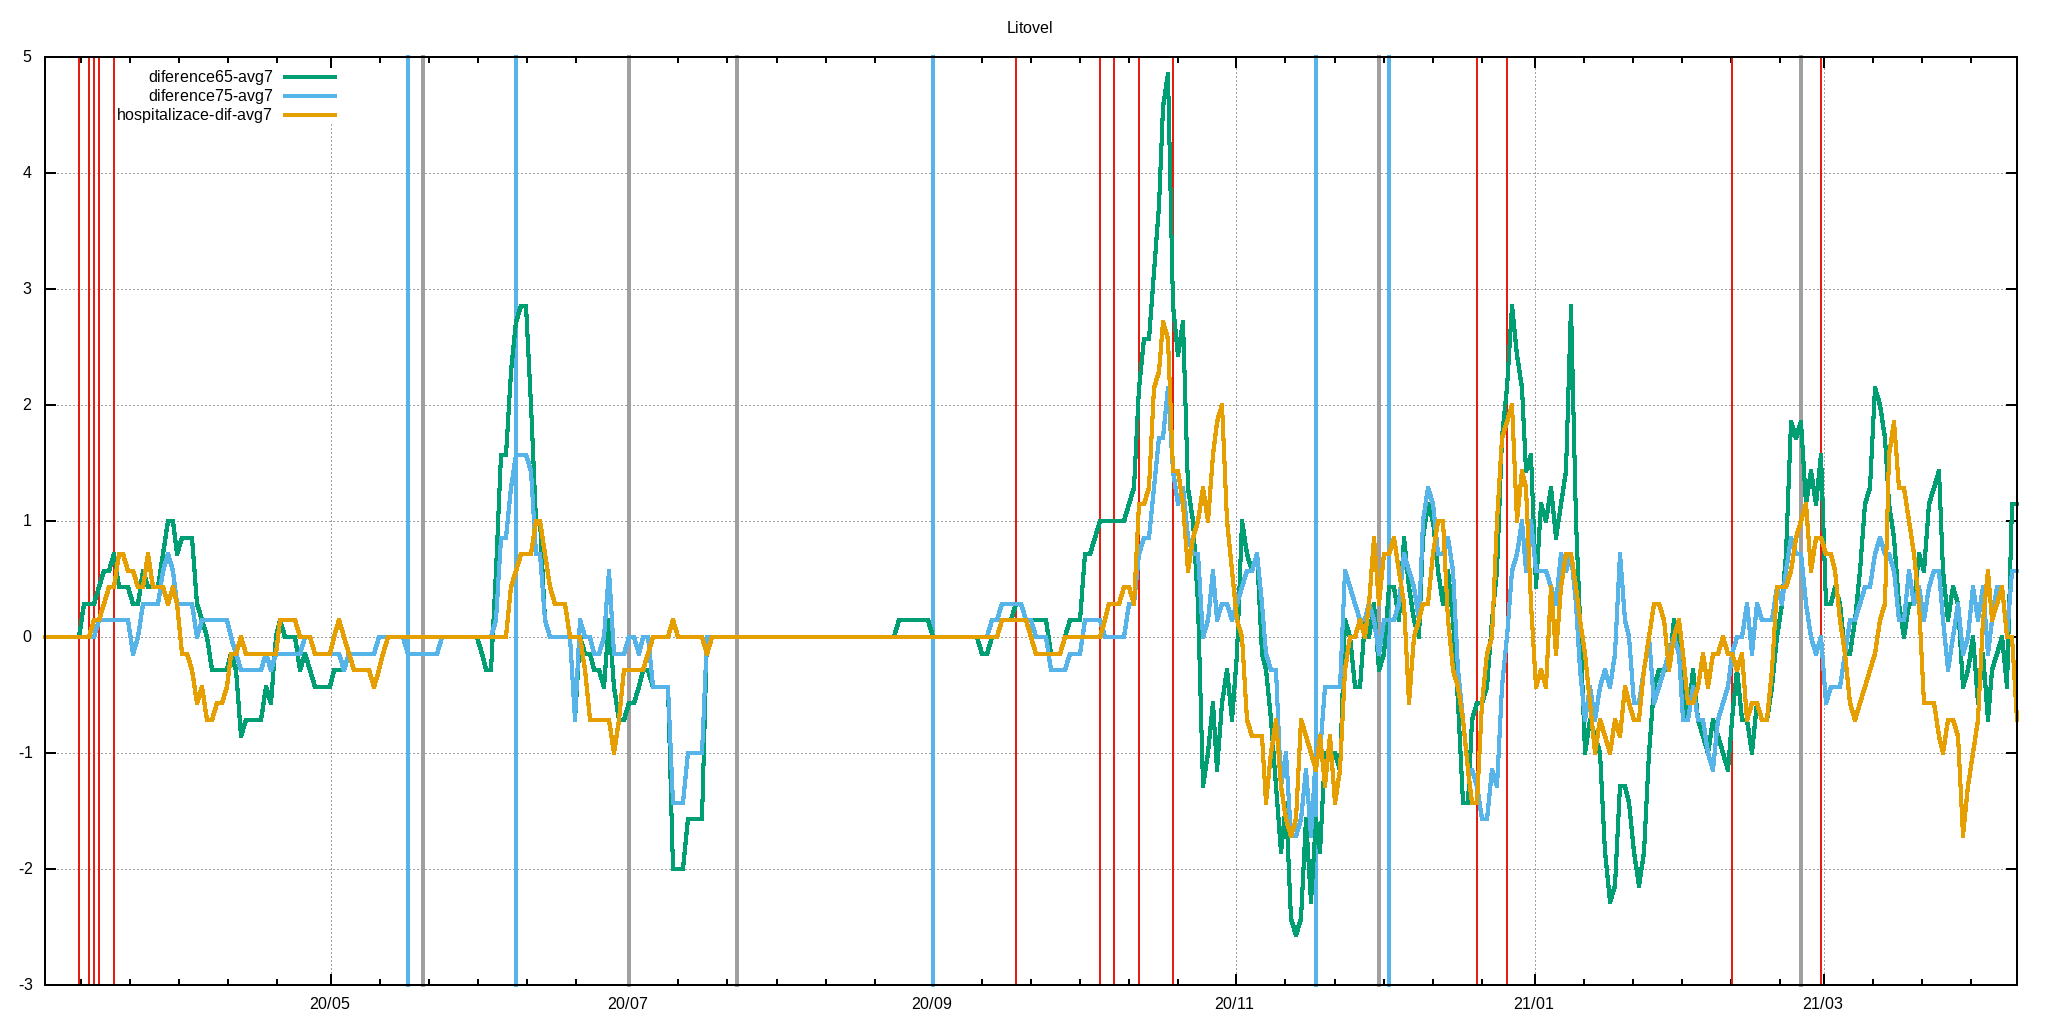 Litovel
5
diference65-avg7
diference75-avg7
hospitalizace-dif-avg7
4
3
2
1
0
-1
-2
-3
20/05 20/07 20/09 20/11 21/01 21/03